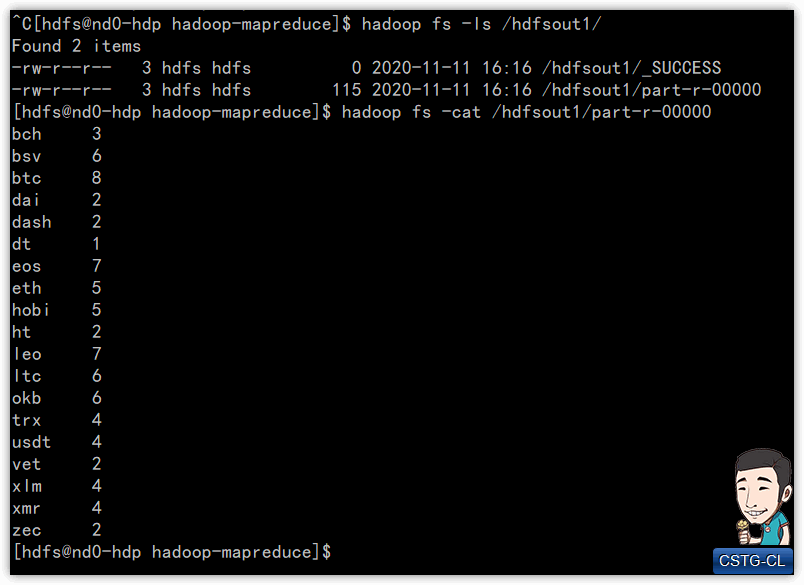 ^C[hdfs@nd0-hdp hadoop-mapreduce]$ hadoop fs -ls /hdfsout1/
Found 2 items
-rw-r--r--   3 hdfs hdfs          0 2020-11-11 16:16 /hdfsout1/_SUCCESS
-rw-r--r--   3 hdfs hdfs        115 2020-11-11 16:16 /hdfsout1/part-r-00000
[hdfs@nd0-hdp hadoop-mapreduce]$ hadoop fs -cat /hdfsout1/part-r-00000
bch     3
bsv     6
btc     8
dai     2
dash    2
dt      1
eos     7
eth     5
hobi    5
ht      2
leo     7
ltc     6
okb     6
trx     4
usdt    4
vet     2
xlm     4
xmr     4
zec     2
[hdfs@nd0-hdp hadoop-mapreduce]$
CSTG-CL